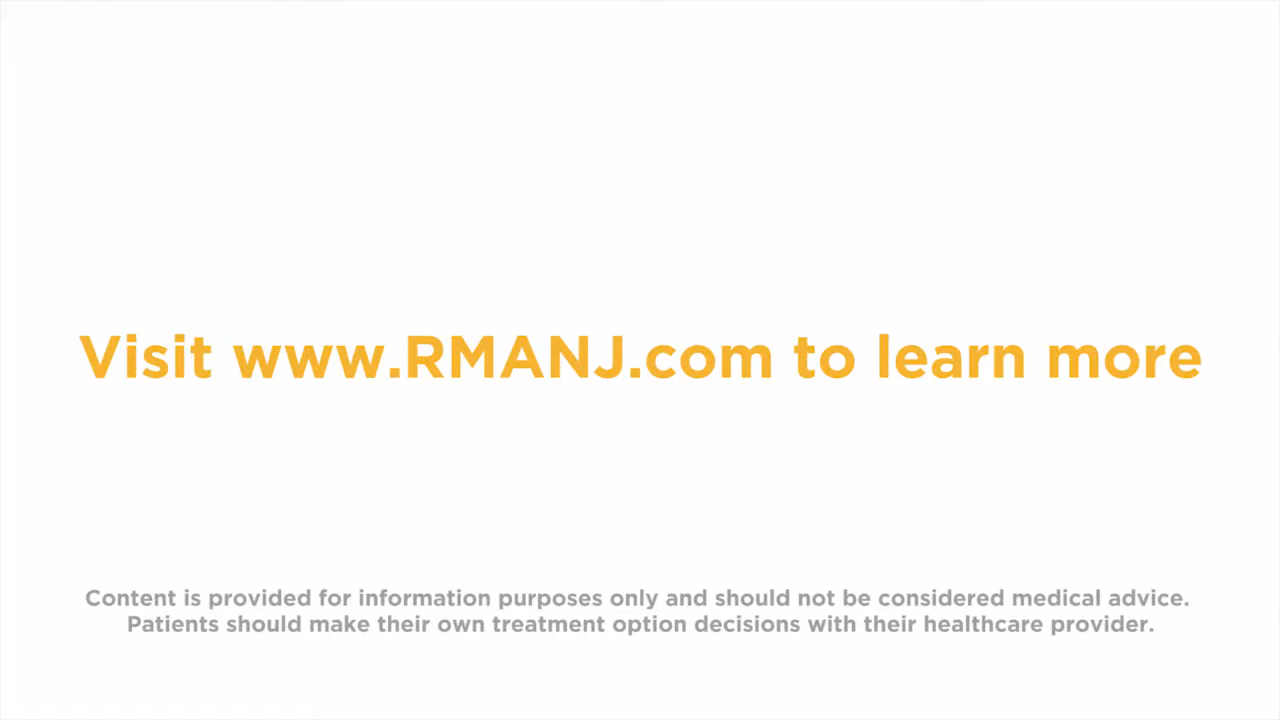 Visit www.RMANJ.com to learn more
Content is provided for information purposes only and should not be considered medical advice.
Patients should make their own treatment option decisions with their healthcare provider.